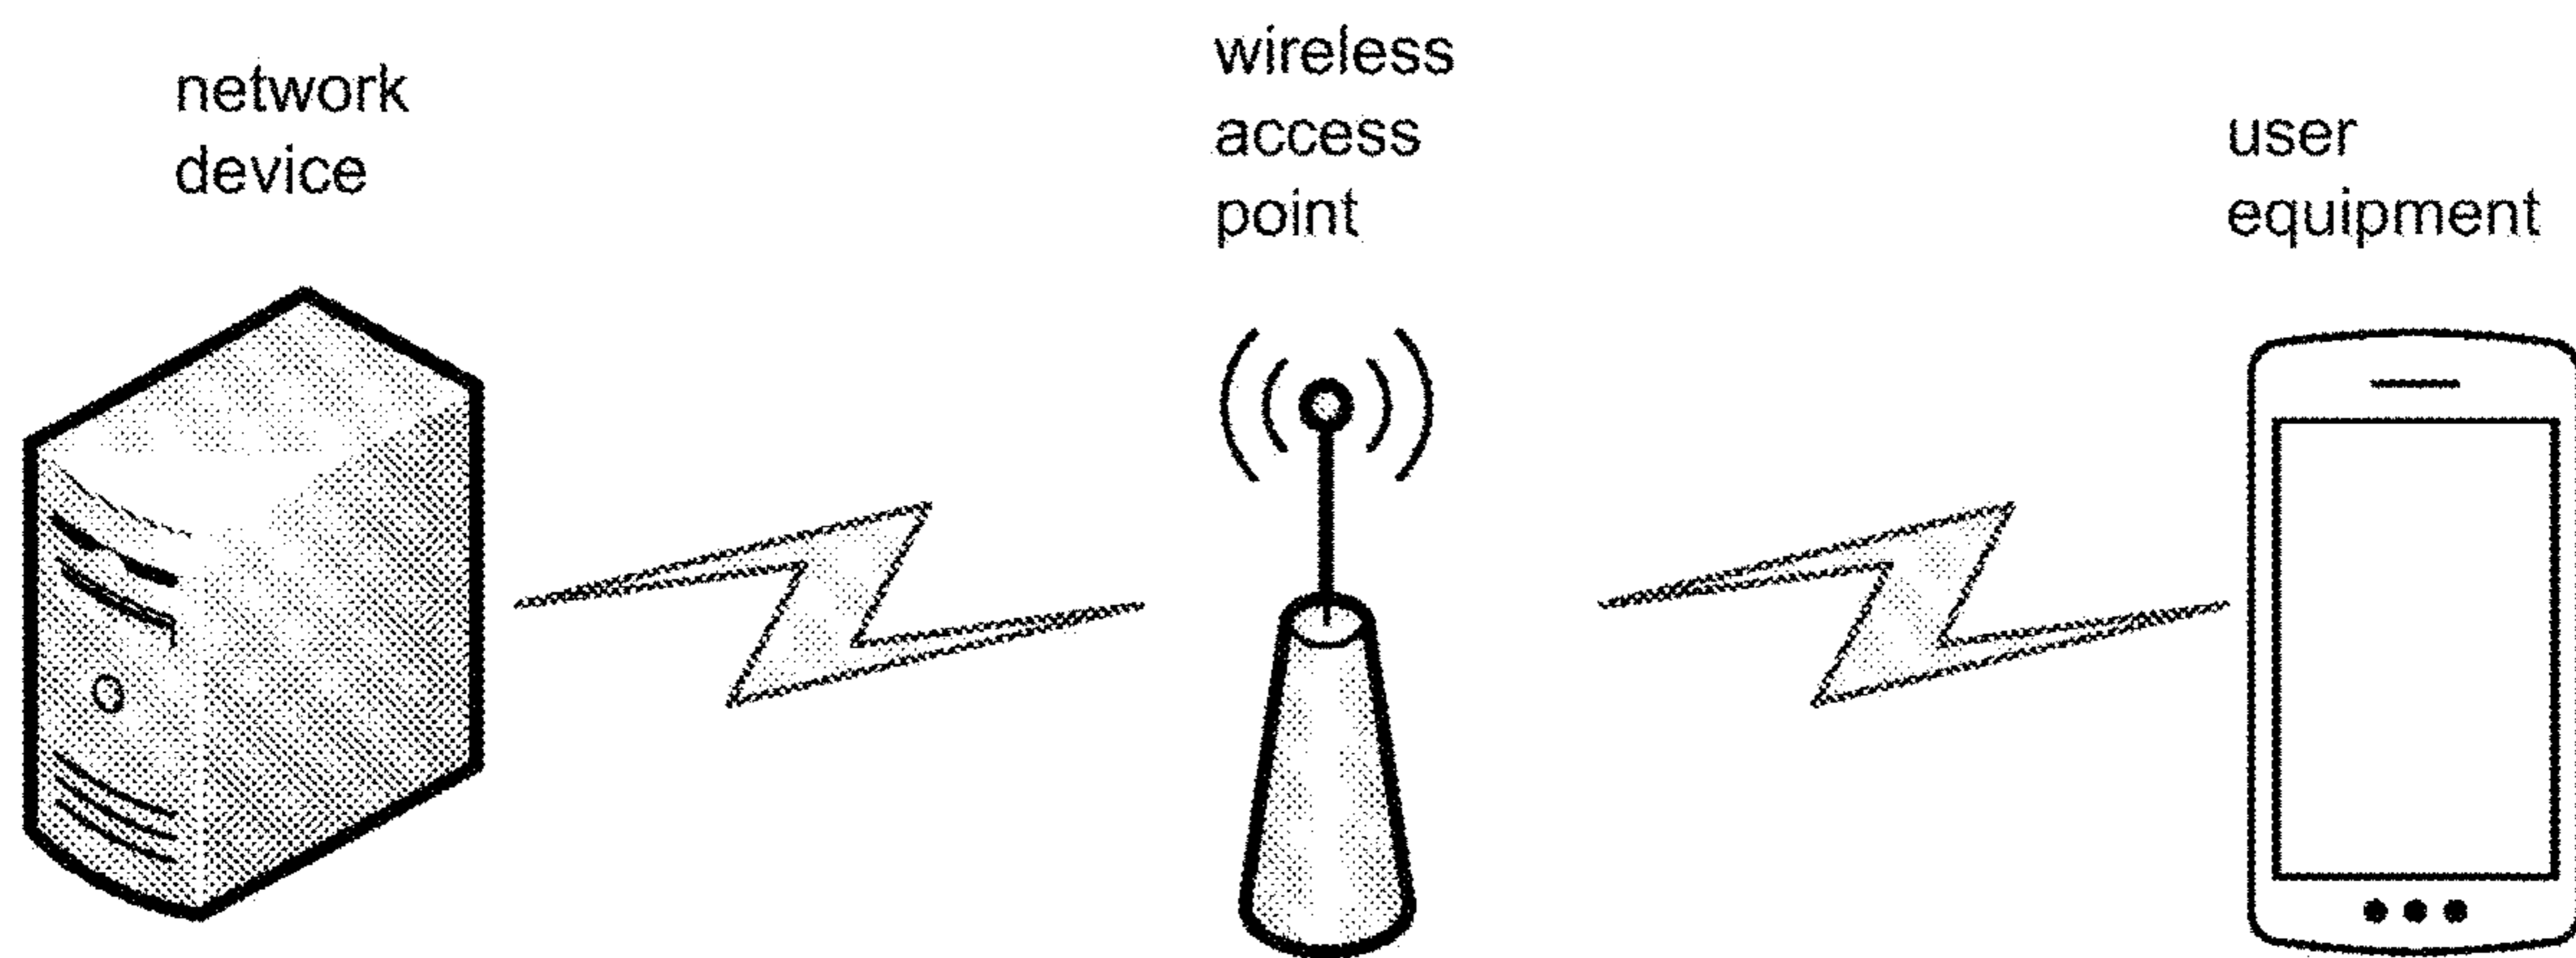 network
device
wireless
access
point
user
equipment